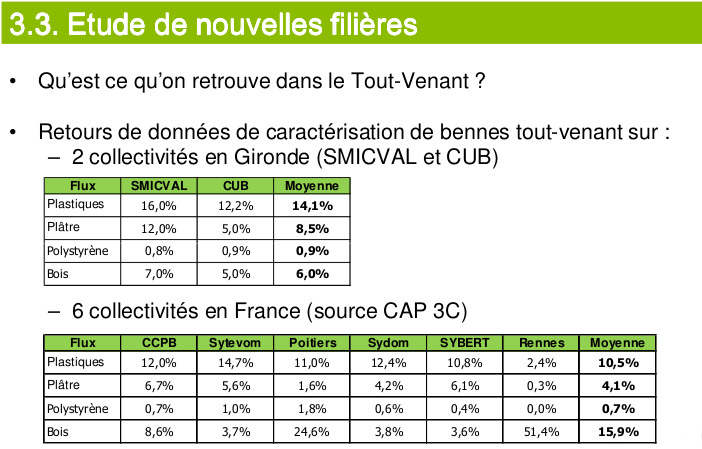 3.3. Etude de nouvelles filières
• Qu'est ce qu'on retrouve dans le Tout-Venant ?
• Retours de données de caractérisation de bennes tout-venant sur :
– 2 collectivités en Gironde (SMICVAL et CUB)
Flux SMICVAL CUB Moyenne
Plastiques 16,0% 12,2% 14,1%
Plâtre 12,0% 5,0% 8,5%
Polystyrène 0,8% 0,9% 0,9%
Bois 7,0% 5,0% 6,0%
– 6 collectivités en France (source CAP 3C)
Flux CCPB Sytevom Poitiers Sydom SYBERT Rennes Moyenne
Plastiques 12,0% 14,7% 11,0% 12,4% 10,8% 2,4% 10,5%
Plâtre 6,7% 5,6% 1,6% 4,2% 6,1% 0,3% 4,1%
Polystyrène 0,7% 1,0% 1,8% 0,6% 0,4% 0,0% 0,7%
Bois 8,6% 3,7% 24,6% 3,8% 3,6% 51,4% 15,9%